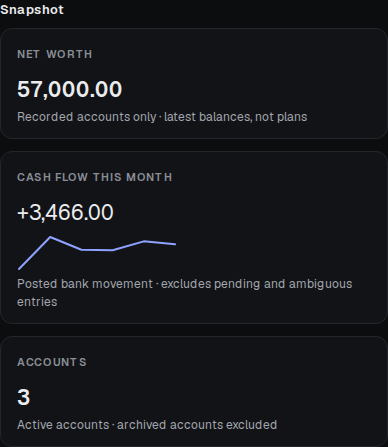 Snapshot
NET WORTH
57,000.00
Recorded accounts only · latest balances, not plans
CASH FLOW THIS MONTH
+3,466.00
Posted bank movement · excludes pending and ambiguous
entries
ACCOUNTS
3
Active accounts · archived accounts excluded